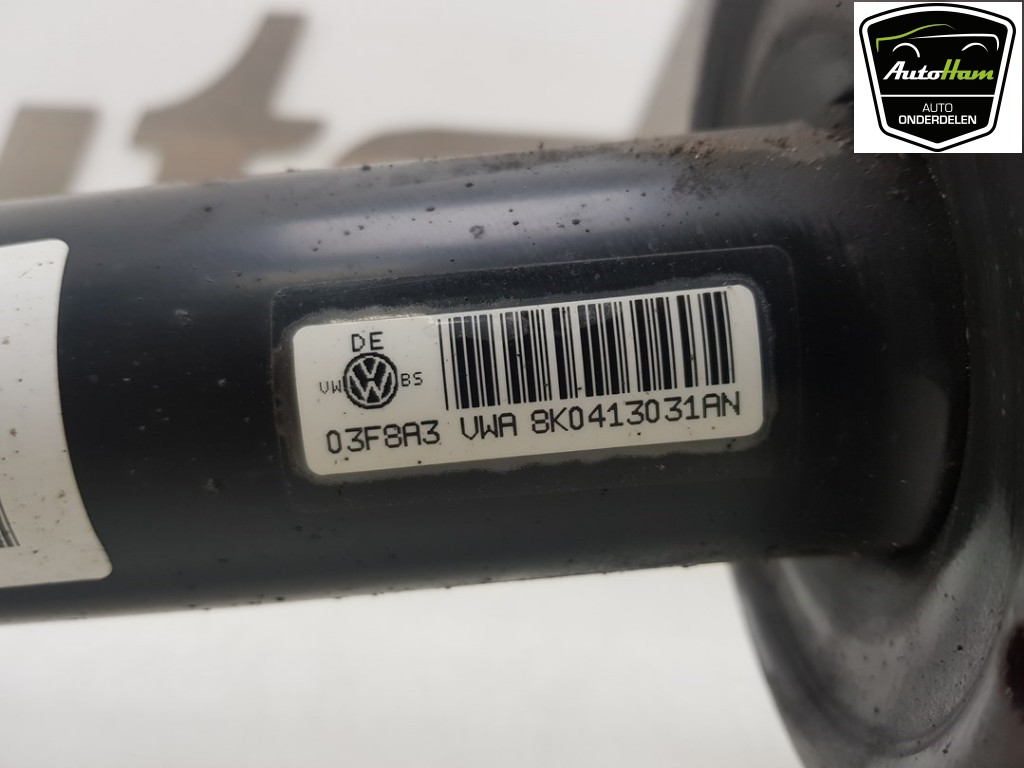 AutoHam
AUTO
ONDERDELEN
DE
VW BS
03F8A3 VWA 8K0413031AN